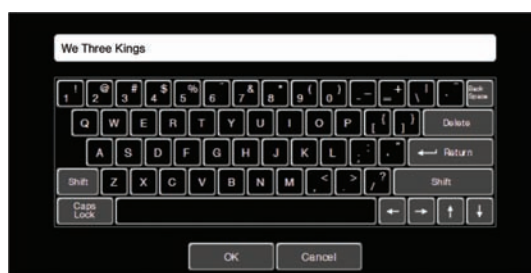 We Three Kings
1 ! 2 @ 3 # 4 $ 5 % 6 7 & 8 * 9 ( 0 ) - _ = + \ | Back Space
Q W E R T Y U I O P [ { ] } Delete
A S D F G H J K L ; : Return
Shift Z X C V B N M , < . > / ? Shift
Caps Lock ← → ↑ ↓
OK Cancel